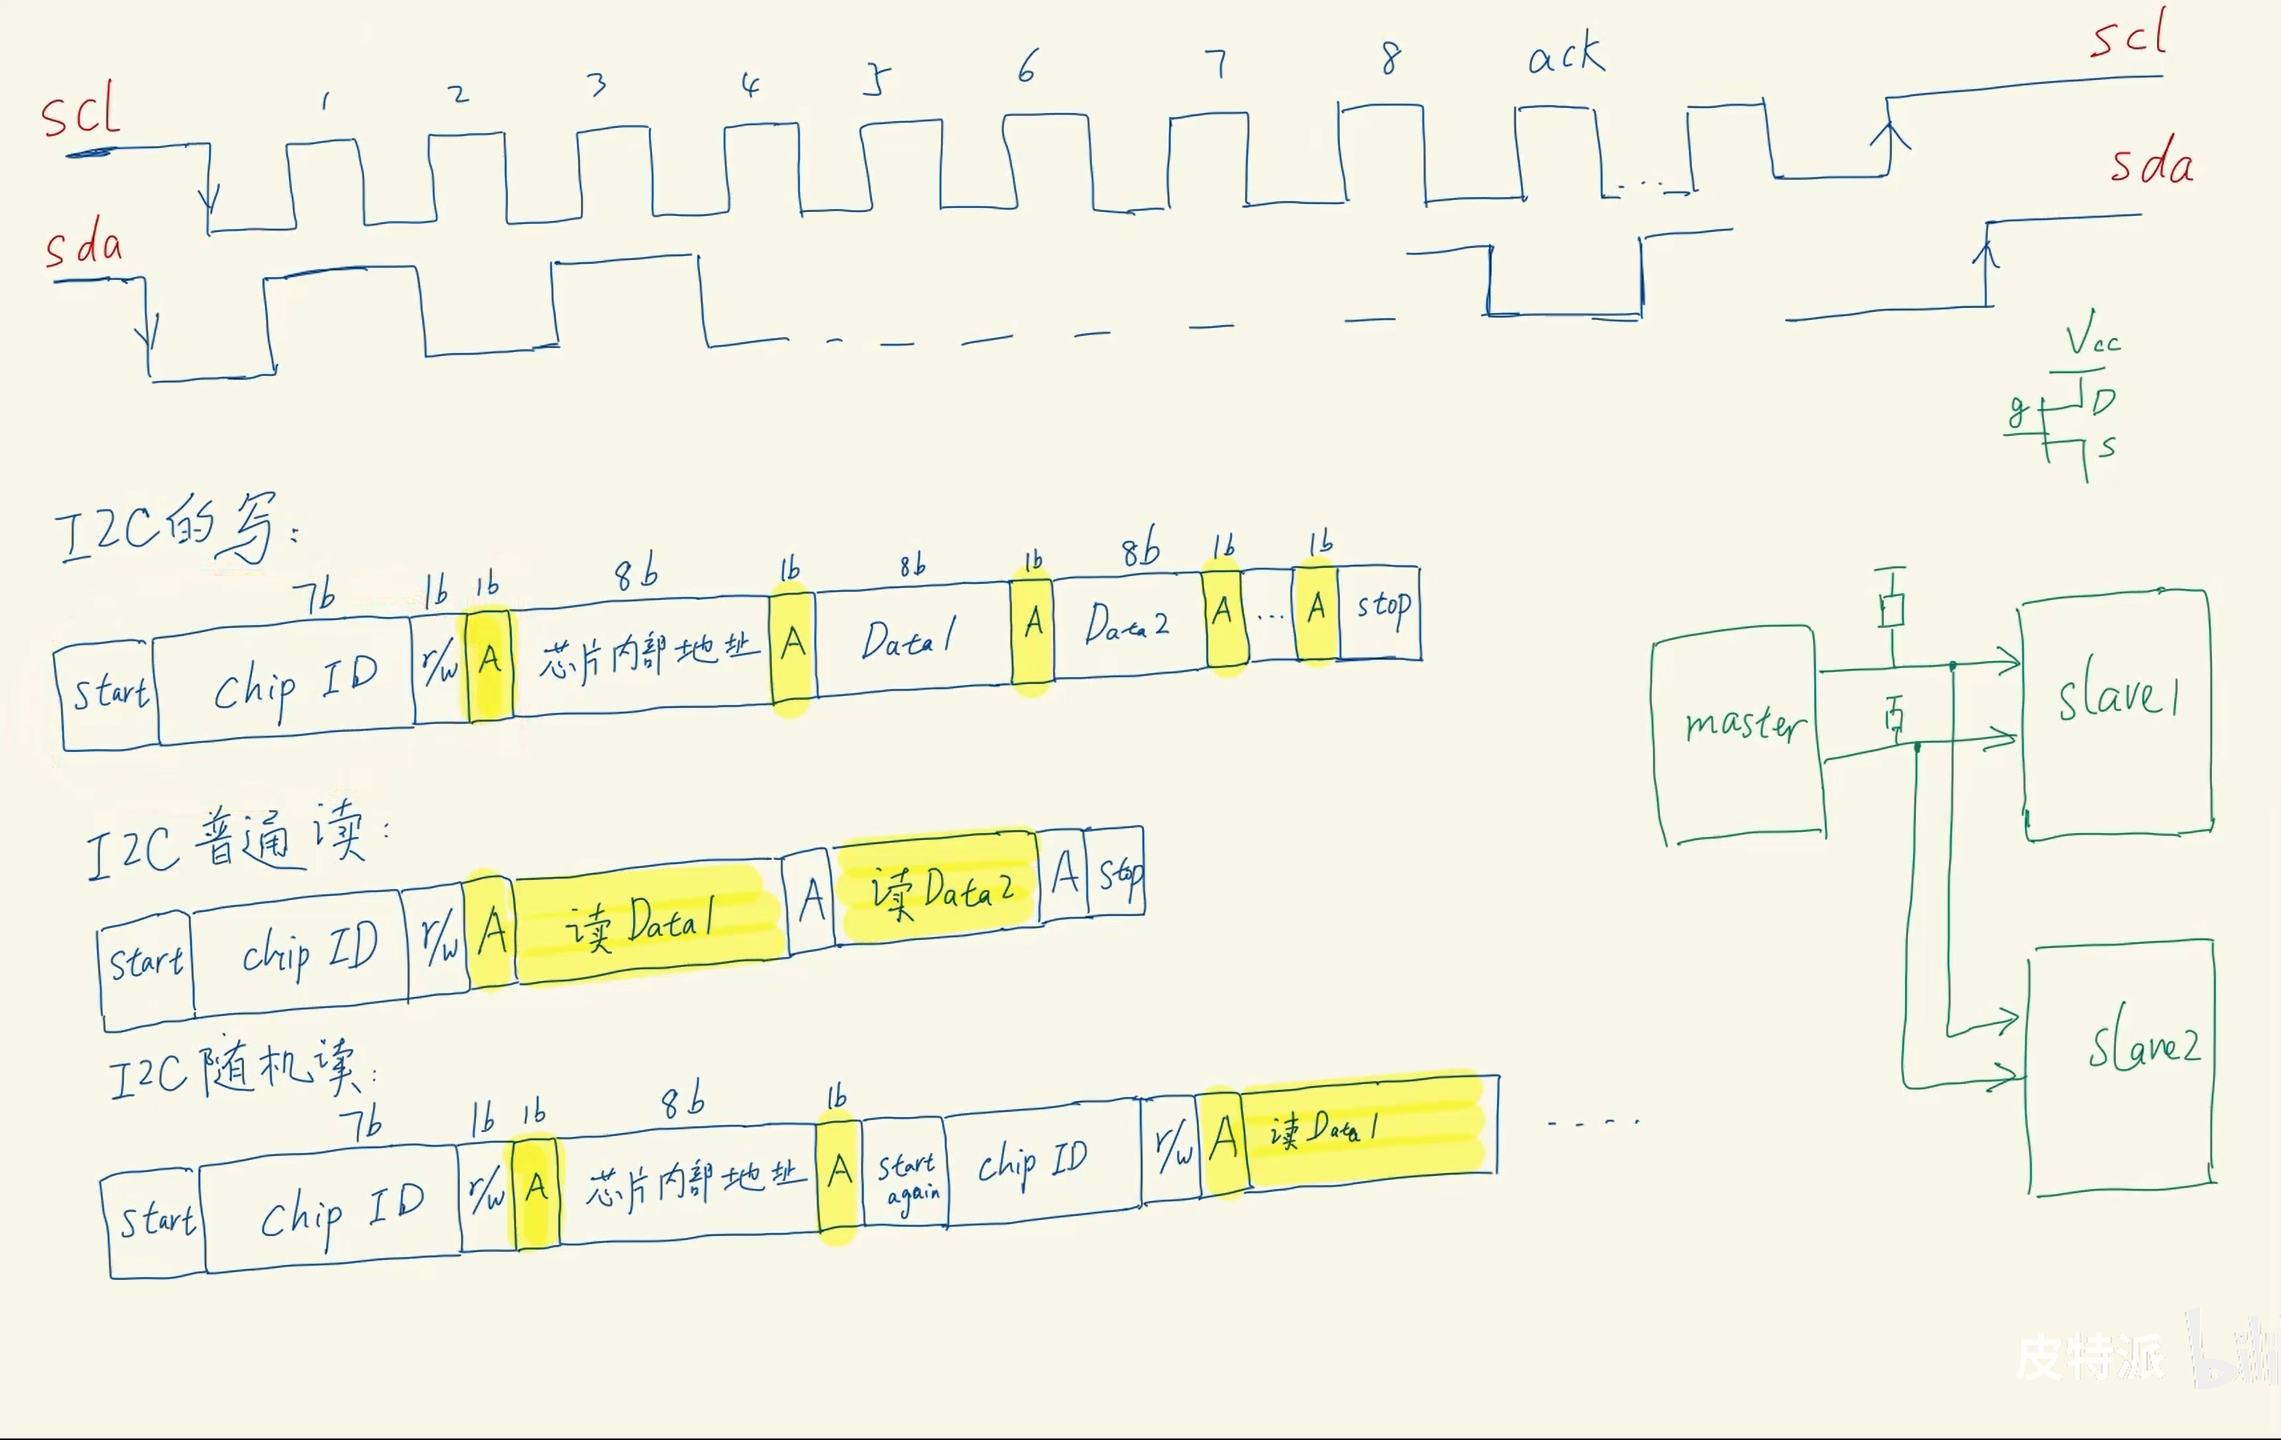 1 2 3 4 5 6 7 8 ack
scl
scl
sda
sda
Vcc
g D
S
I2C的写:
7b 1b 1b 8b 1b 8b 1b 8b 1b 1b
start chip ID r/w A 芯片内部地址 A Data1 A Data2 A ... A stop
I2C普通读:
start chip ID r/w A 读Data1 A 读Data2 A stop
I2C随机读:
7b 1b 1b 8b 1b
start chip ID r/w A 芯片内部地址 A start again chip ID r/w A 读Data1 ....
master
slave1
slave2
皮特派 bili